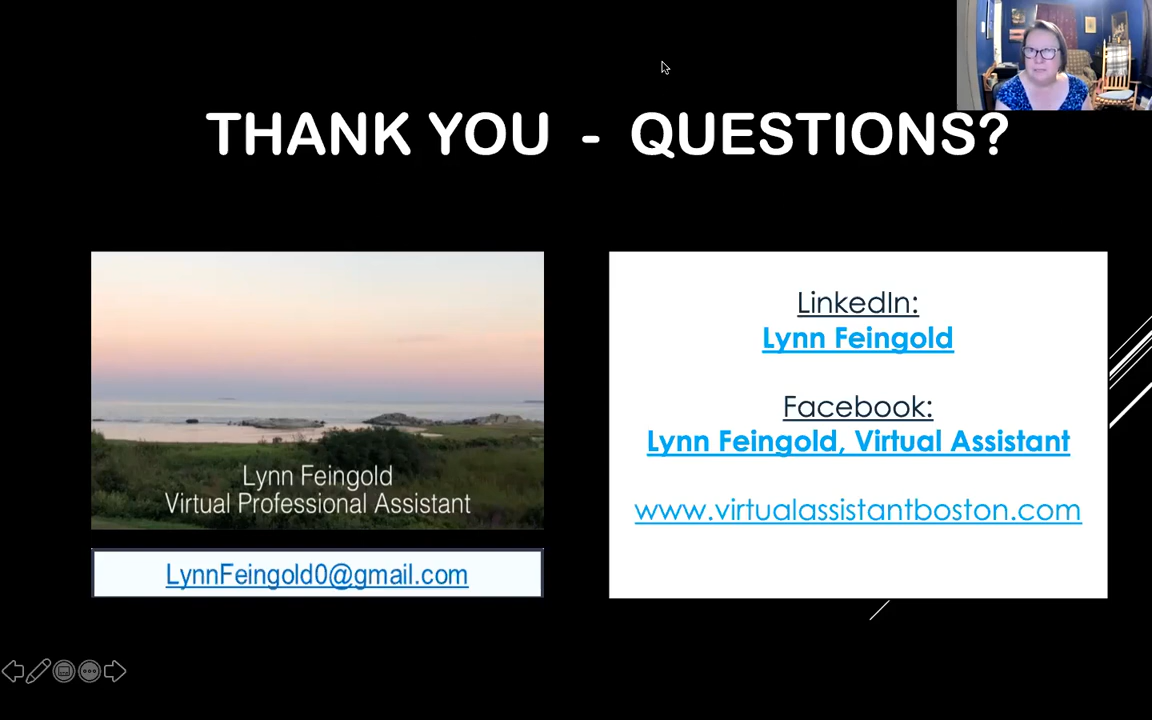 THANK YOU - QUESTIONS?
Lynn Feingold
Virtual Professional Assistant
LynnFeingold0@gmail.com
LinkedIn:
Lynn Feingold
Facebook:
Lynn Feingold, Virtual Assistant
www.virtualassistantboston.com